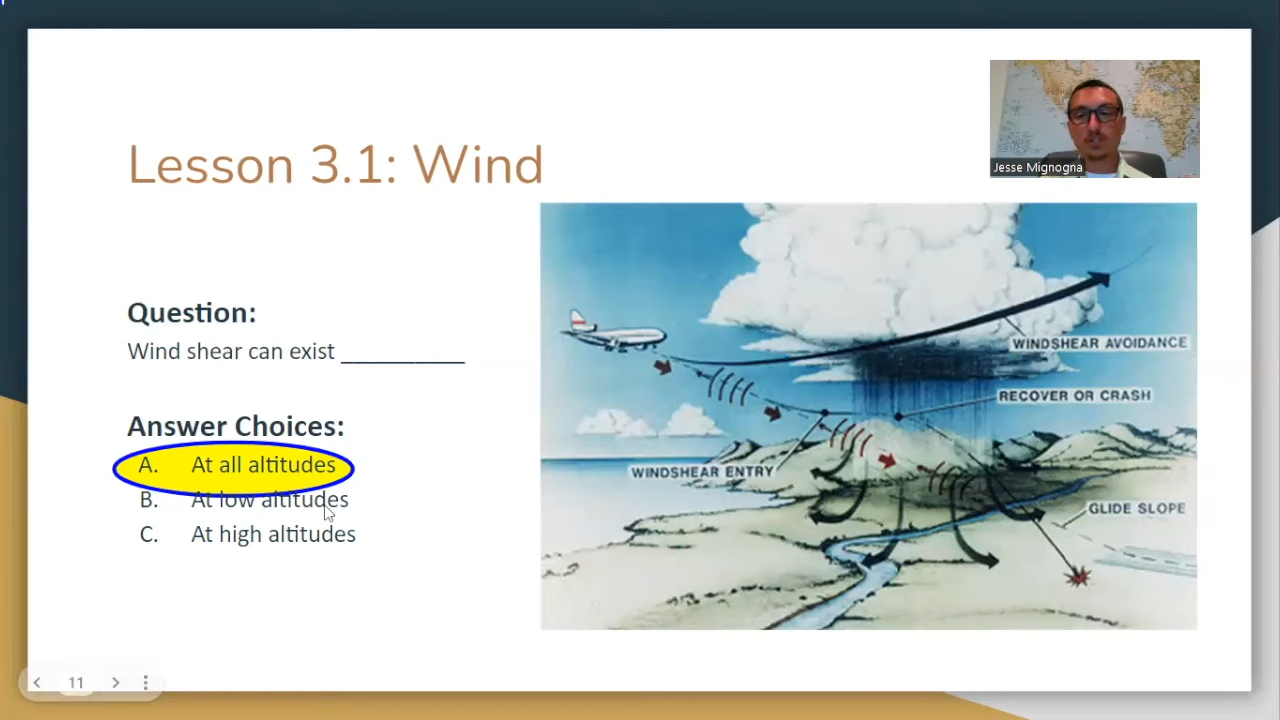 Jesse Mignogna
Lesson 3.1: Wind
Question:
Wind shear can exist __________
Answer Choices:
A. At all altitudes
B. At low altitudes
C. At high altitudes
WINDSHEAR AVOIDANCE
RECOVER OR CRASH
WINDSHEAR ENTRY
GLIDE SLOPE
11